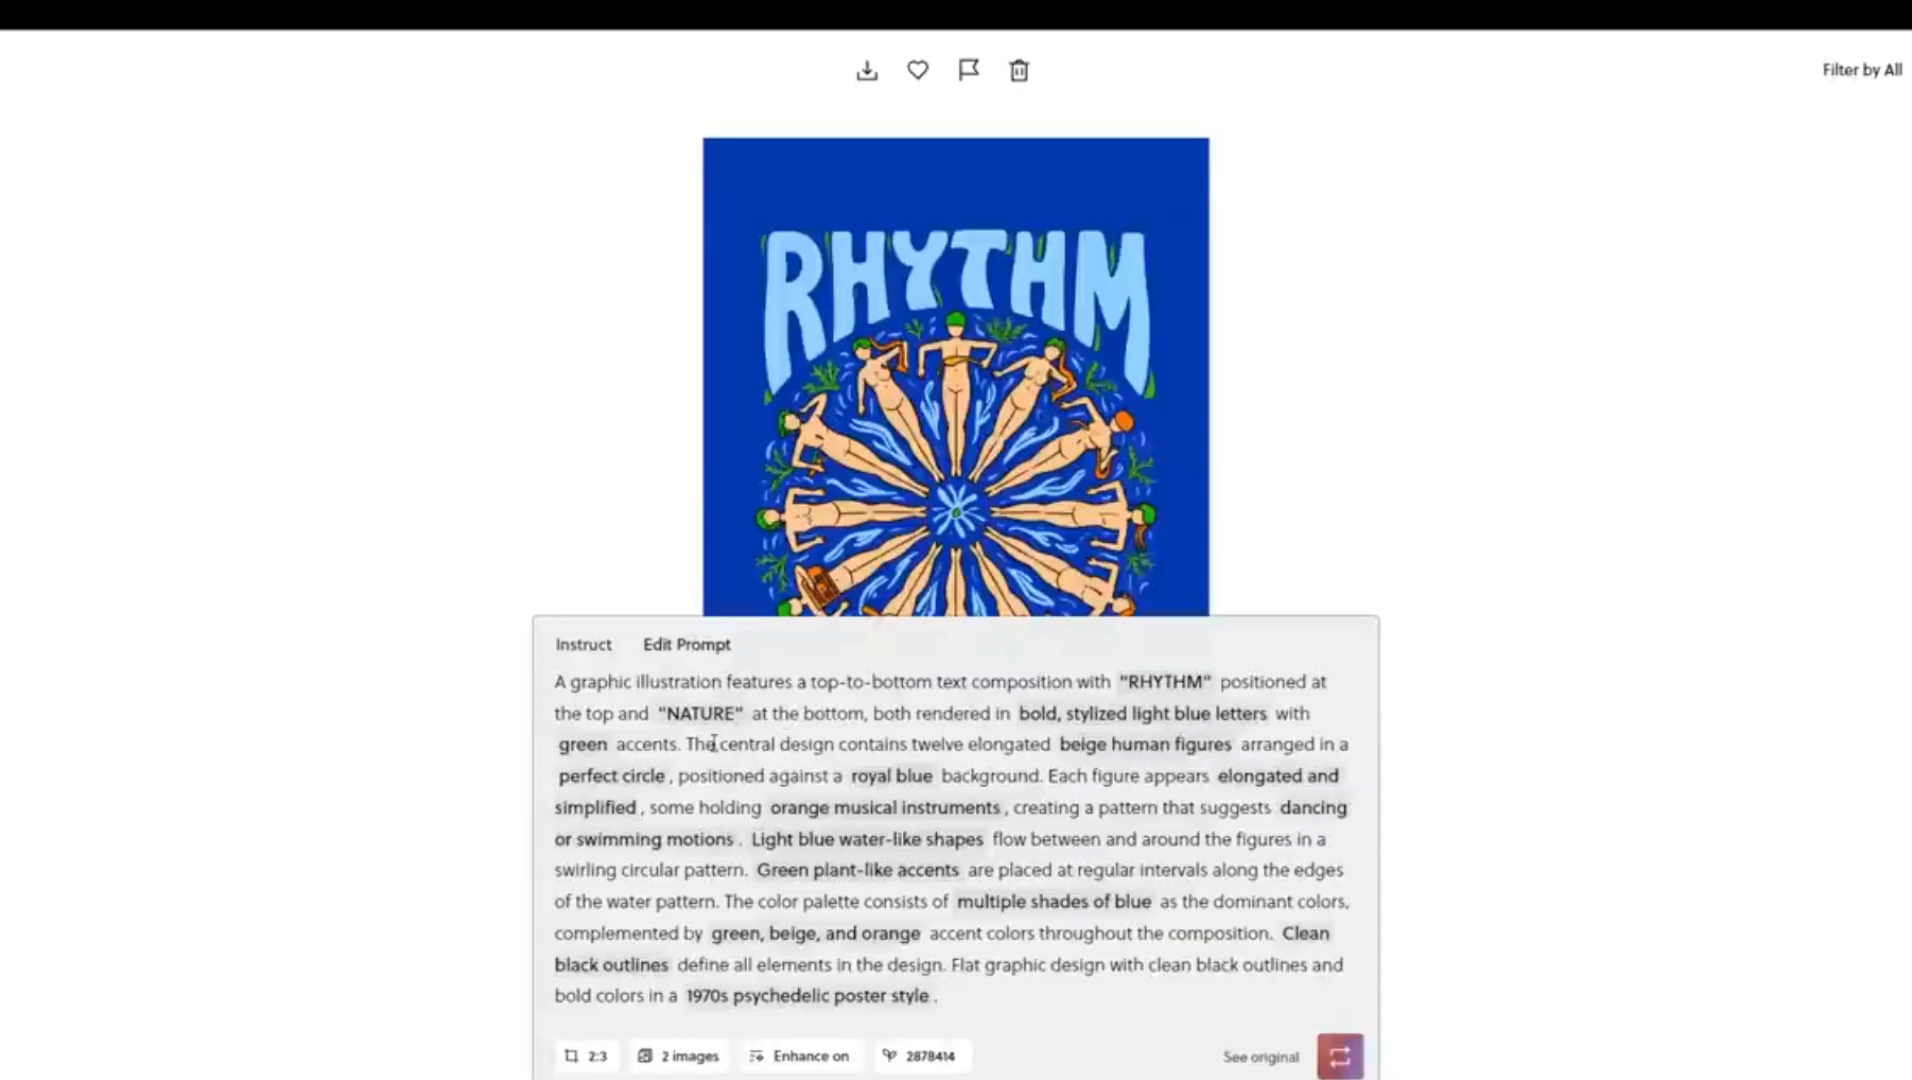 Filter by All
RHYTHM
Instruct Edit Prompt
A graphic illustration features a top-to-bottom text composition with "RHYTHM" positioned at
the top and "NATURE" at the bottom, both rendered in bold, stylized light blue letters with
green accents. The central design contains twelve elongated beige human figures arranged in a
perfect circle, positioned against a royal blue background. Each figure appears elongated and
simplified, some holding orange musical instruments, creating a pattern that suggests dancing
or swimming motions. Light blue water-like shapes flow between and around the figures in a
swirling circular pattern. Green plant-like accents are placed at regular intervals along the edges
of the water pattern. The color palette consists of multiple shades of blue as the dominant colors,
complemented by green, beige, and orange accent colors throughout the composition. Clean
black outlines define all elements in the design. Flat graphic design with clean black outlines and
bold colors in a 1970s psychedelic poster style.
2:3 2 images Enhance on 2878414 See original